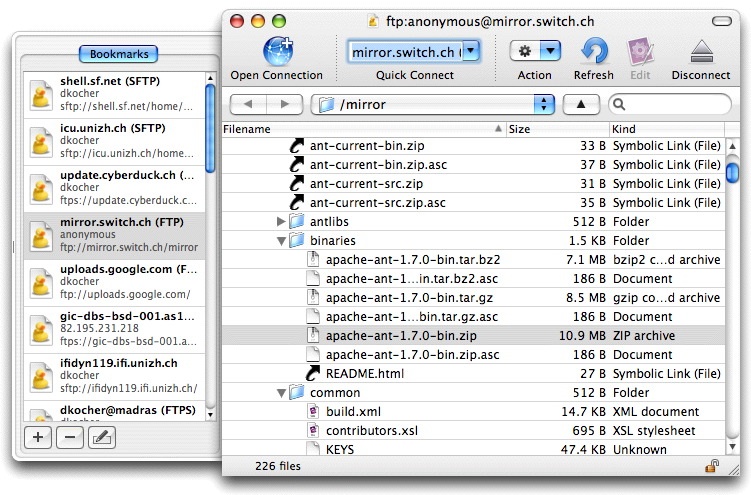 ftp:anonymous@mirror.switch.ch
Bookmarks
shell.sf.net (SFTP)
dkocher
sftp://shell.sf.net/home/...
icu.unizh.ch (SFTP)
dkocher
sftp://icu.unizh.ch/home...
update.cyberduck.ch (...
dkocher
ftps://update.cyberduck...
mirror.switch.ch (FTP)
anonymous
ftp://mirror.switch.ch/mirror
uploads.google.com (F...
dkocher
ftp://uploads.google.com/
gic-dbs-bsd-001.as1...
82.195.231.218
ftps://gic-dbs-bsd-001.a...
ifidyn119.ifi.unizh.ch
dkocher
sftp://ifidyn119.ifi.unizh.ch/
dkocher@madras (FTPS)
dkocher
mirror.switch.ch (
Open Connection Quick Connect Action Refresh Edit Disconnect
/mirror
Filename Size Kind
ant-current-bin.zip 33 B Symbolic Link (File)
ant-current-bin.zip.asc 37 B Symbolic Link (File)
ant-current-src.zip 31 B Symbolic Link (File)
ant-current-src.zip.asc 35 B Symbolic Link (File)
antlibs 512 B Folder
binaries 1.5 KB Folder
apache-ant-1.7.0-bin.tar.bz2 7.1 MB bzip2 c...d archive
apache-ant-1...in.tar.bz2.asc 186 B Document
apache-ant-1.7.0-bin.tar.gz 8.5 MB gzip co...d archive
apache-ant-1...bin.tar.gz.asc 186 B Document
apache-ant-1.7.0-bin.zip 10.9 MB ZIP archive
apache-ant-1.7.0-bin.zip.asc 186 B Document
README.html 27 B Symbolic Link (File)
common 512 B Folder
build.xml 14.7 KB XML document
contributors.xsl 695 B XSL stylesheet
KEYS 47.4 KB Unknown
226 files